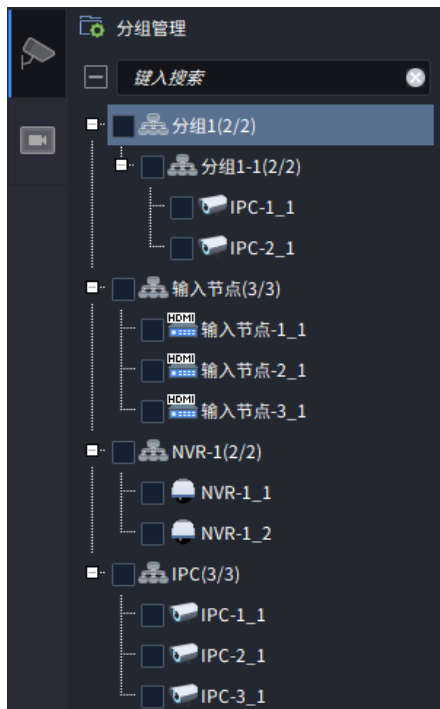 分组管理
键入搜索
分组1(2/2)
分组1-1(2/2)
IPC-1_1
IPC-2_1
输入节点(3/3)
HDMI 输入节点-1_1
HDMI 输入节点-2_1
HDMI 输入节点-3_1
NVR-1(2/2)
NVR-1_1
NVR-1_2
IPC(3/3)
IPC-1_1
IPC-2_1
IPC-3_1